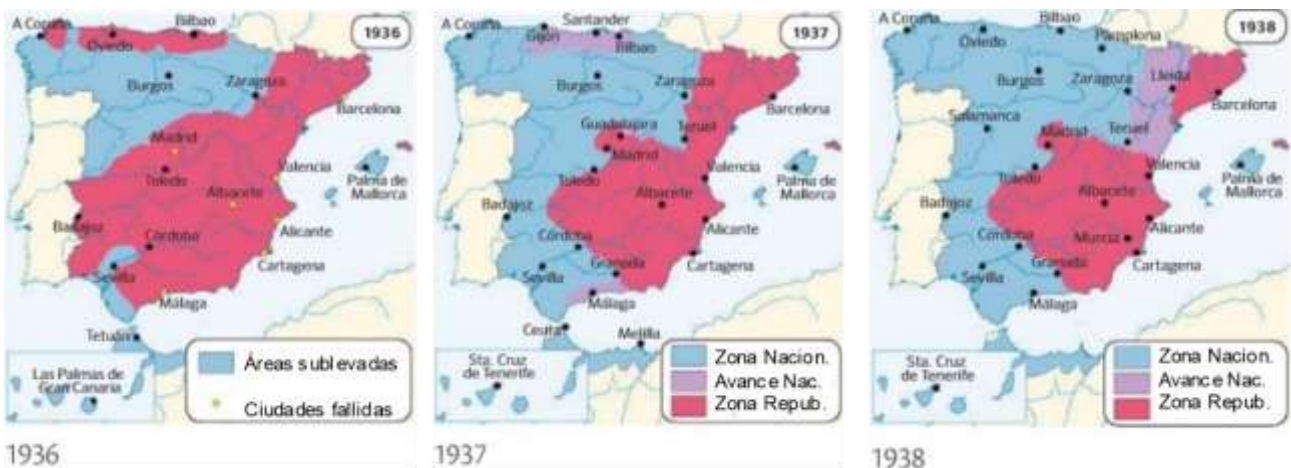 1936
A Coruña
Oviedo
Bilbao
Burgos
Zaragoza
Barcelona
Madrid
Toledo
Valencia
Albacete
Palma de
Mallorca
Badajoz
Córdoba
Alicante
Sevilla
Cartagena
Málaga
Tetuán
Las Palmas de
Gran Canaria
Áreas sublevadas
Ciudades fallidas
1936
1937
A Coruña
Santander
Gijón
Bilbao
Burgos
Zaragoza
Barcelona
Guadalajara
Teruel
Madrid
Toledo
Valencia
Albacete
Palma de
Mallorca
Badajoz
Córdoba
Alicante
Sevilla
Granada
Cartagena
Málaga
Ceuta
Melilla
Sta. Cruz
de Tenerife
Zona Nacion.
Avance Nac.
Zona Repub.
1937
1938
A Coruña
Oviedo
Bilbao
Pamplona
Burgos
Zaragoza
Lleida
Barcelona
Salamanca
Madrid
Teruel
Toledo
Valencia
Albacete
Palma de
Mallorca
Badajoz
Córdoba
Murcia
Alicante
Sevilla
Granada
Cartagena
Málaga
Sta. Cruz
de Tenerife
Zona Nacion.
Avance Nac.
Zona Repub.
1938